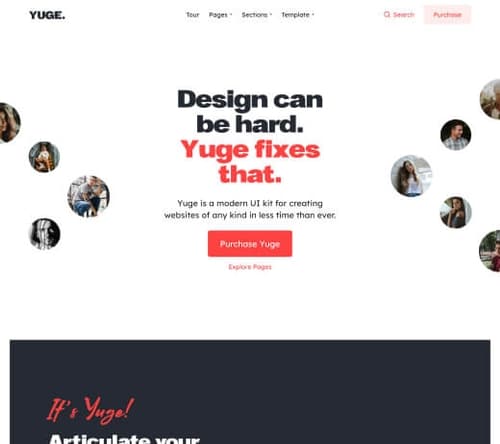 YUGE.
Tour Pages Sections Template Search Purchase
Design can
be hard.
Yuge fixes
that.
Yuge is a modern UI kit for creating
websites of any kind in less time than ever.
Purchase Yuge
Explore Pages
It's Yuge!
Articulate your